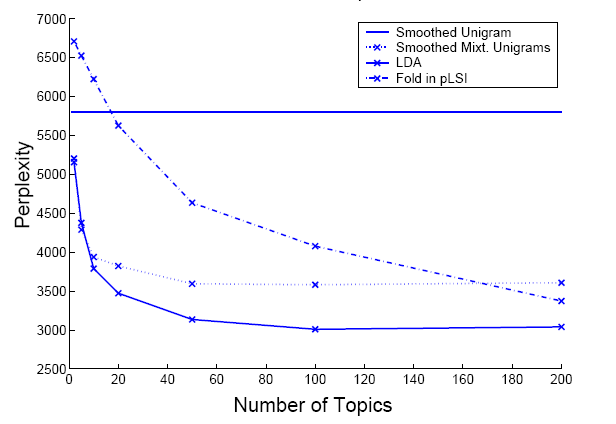 7000
6500
6000
5500
5000
4500
4000
3500
3000
2500
Perplexity
Smoothed Unigram
Smoothed Mixt. Unigrams
LDA
Fold in pLSI
0 20 40 60 80 100 120 140 160 180 200
Number of Topics